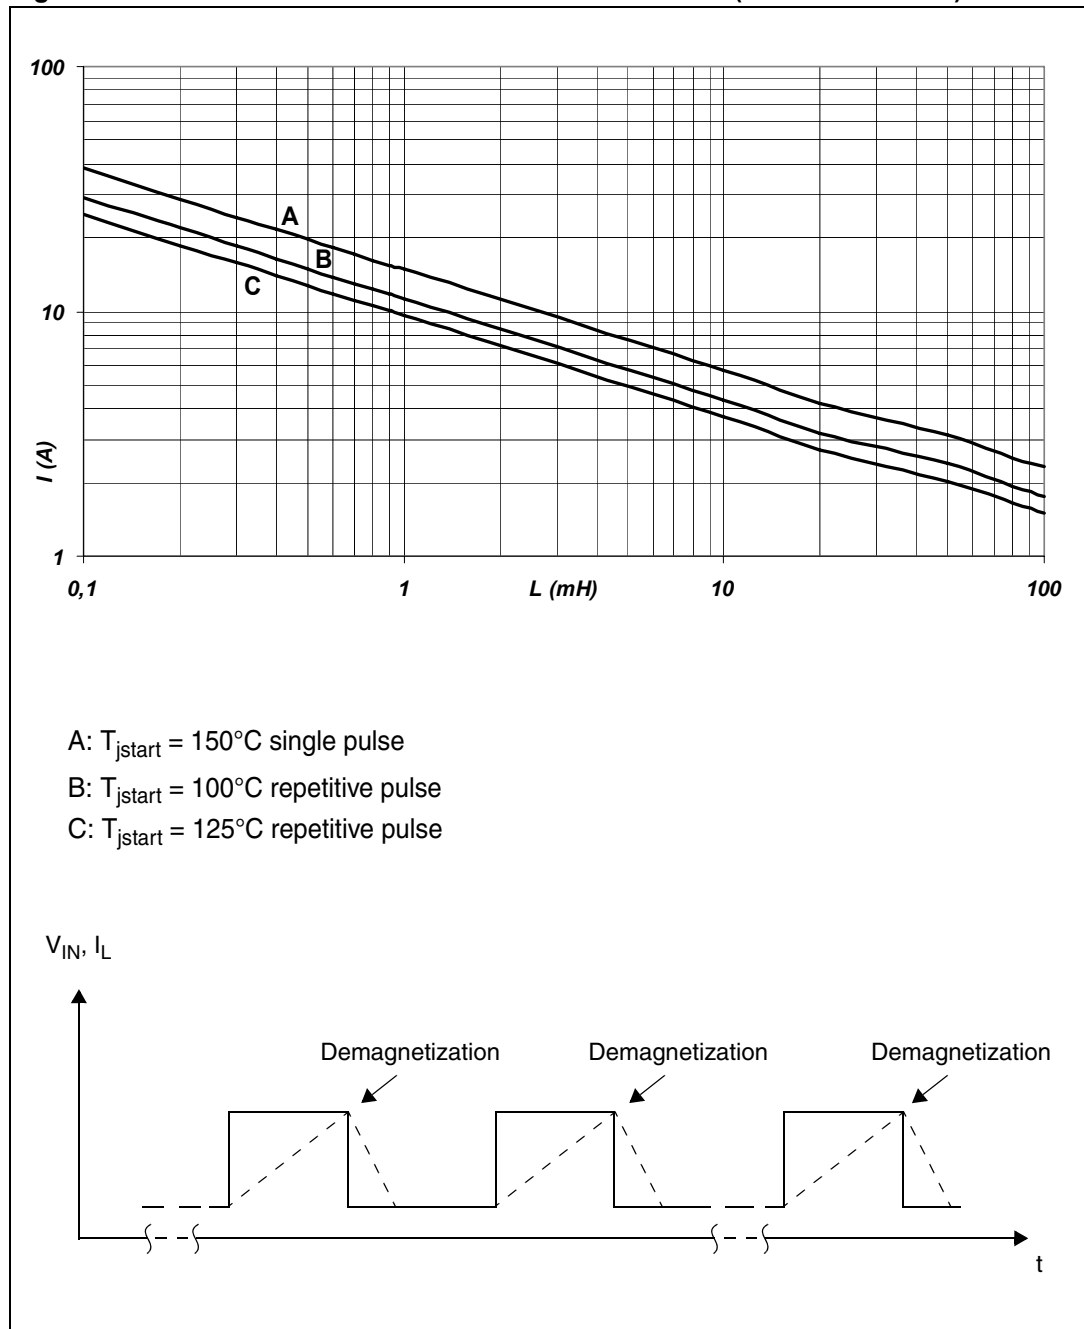 100
A
B
C
10
I (A)
1
0,1 1 L (mH) 10 100
A: Tjstart = 150°C single pulse
B: Tjstart = 100°C repetitive pulse
C: Tjstart = 125°C repetitive pulse
VIN, IL
Demagnetization Demagnetization Demagnetization
t